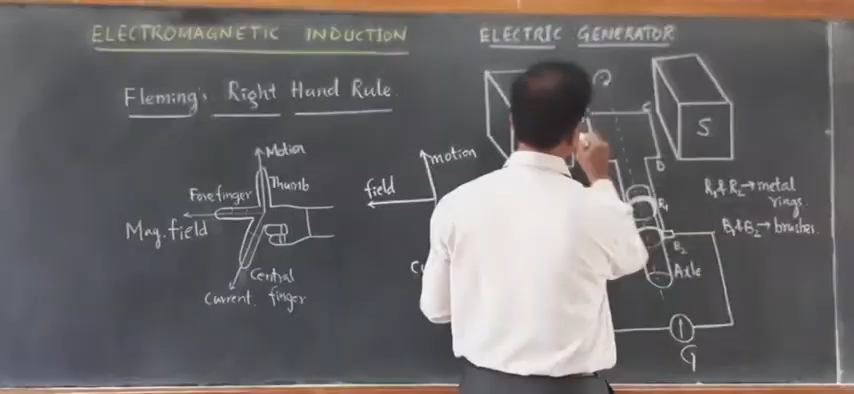 ELECTROMAGNETIC INDUCTION
Fleming's Right Hand Rule
Motion
Thumb
Forefinger
Mag. field
Central
finger
Current
motion
field
ELECTRIC GENERATOR
S
C
D
R₁
B₂
Axle
G
R₁ & R₂ → metal
rings.
B₁ & B₂ → brushes.